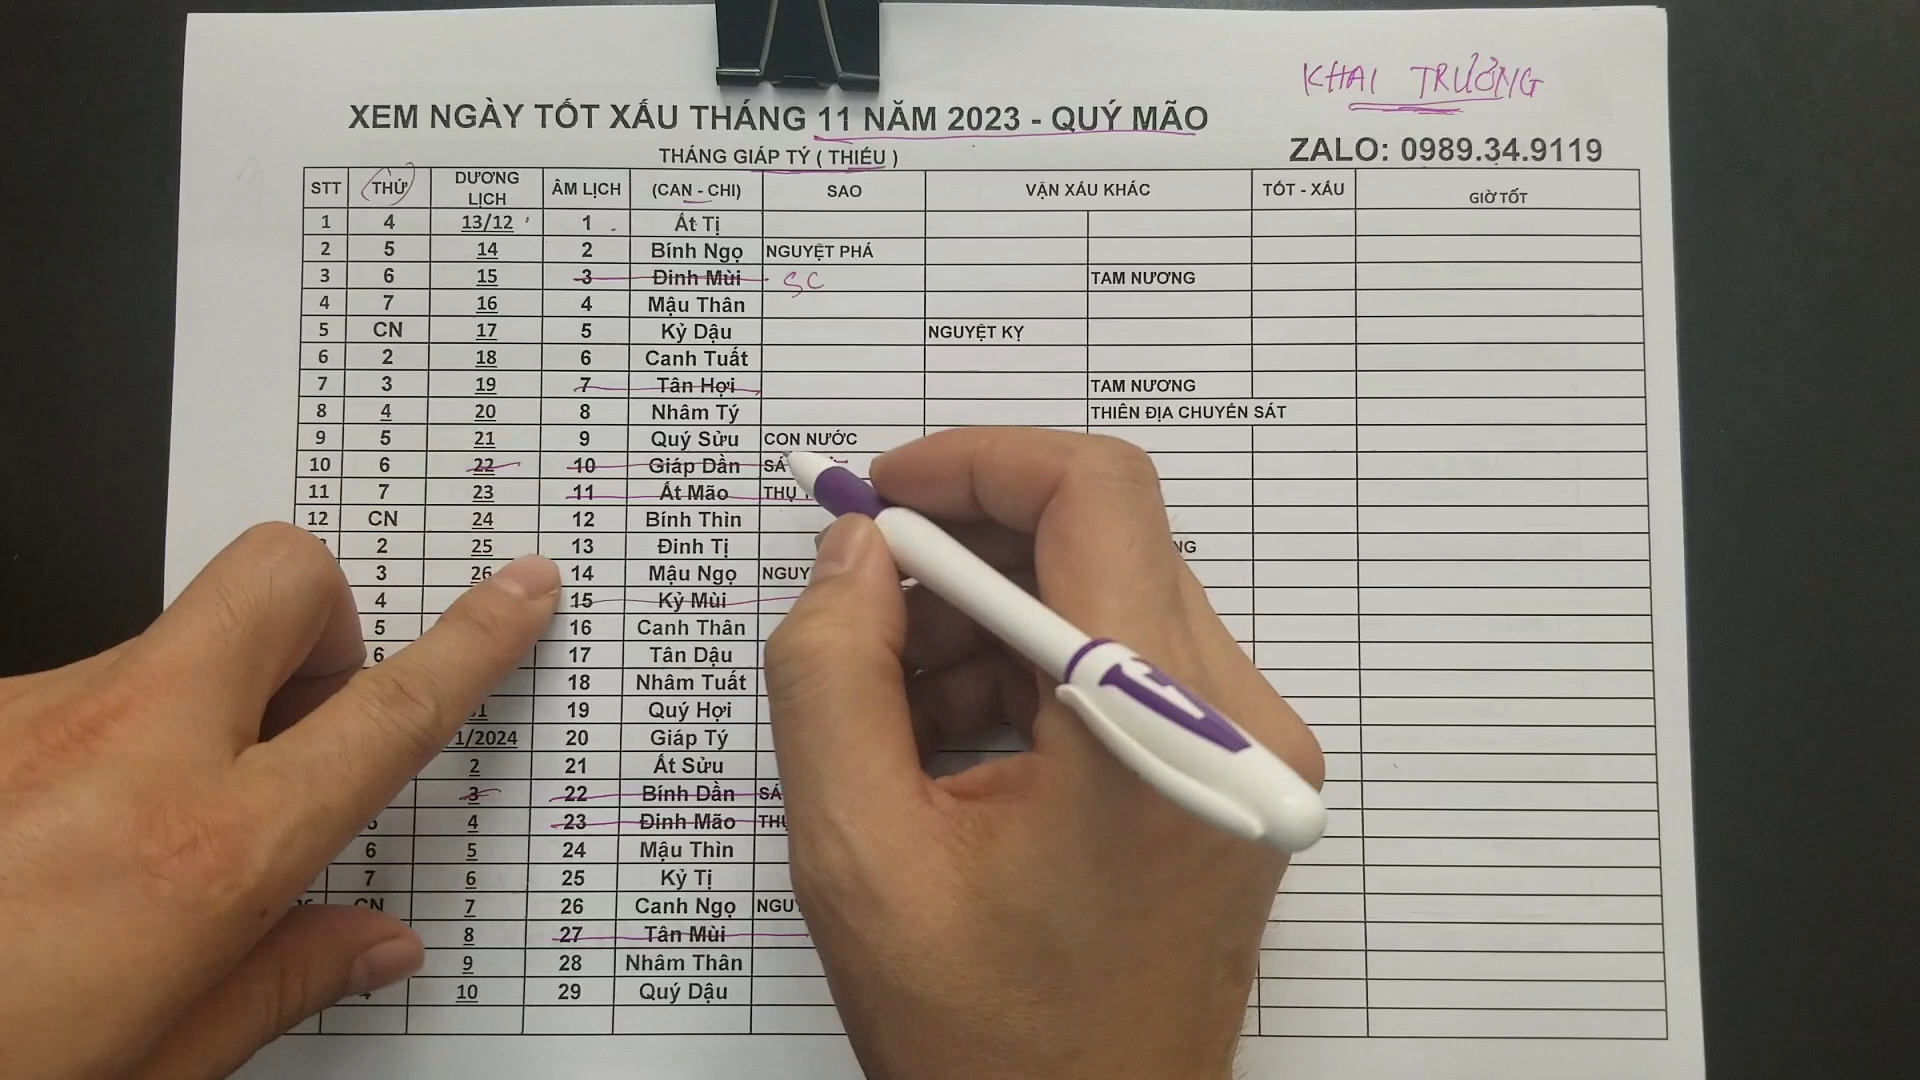 KHAI TRƯƠNG
XEM NGÀY TỐT XẤU THÁNG 11 NĂM 2023 - QUÝ MÃO
THÁNG GIÁP TÝ ( THIẾU )
ZALO: 0989.34.9119
STT THỨ DƯƠNG LỊCH ÂM LỊCH (CAN - CHI) SAO VẬN XẤU KHÁC TỐT - XẤU GIỜ TỐT
1 4 13/12 1 Ất Tị
2 5 14 2 Bính Ngọ NGUYỆT PHÁ
3 6 15 3 Đinh Mùi SC TAM NƯƠNG
4 7 16 4 Mậu Thân
5 CN 17 5 Kỷ Dậu NGUYỆT KỴ
6 2 18 6 Canh Tuất
7 3 19 7 Tân Hợi TAM NƯƠNG
8 4 20 8 Nhâm Tý THIÊN ĐỊA CHUYỂN SÁT
9 5 21 9 Quý Sửu CON NƯỚC
10 6 22 10 Giáp Dần
11 7 23 11 Ất Mão THỤ
12 CN 24 12 Bính Thìn
2 25 13 Đinh Tị
3 26 14 Mậu Ngọ
4 15 Kỷ Mùi
5 16 Canh Thân
6 17 Tân Dậu
18 Nhâm Tuất
19 Quý Hợi
1/2024 20 Giáp Tý
2 21 Ất Sửu
3 22 Bính Dần
4 23 Đinh Mão
6 5 24 Mậu Thìn
7 6 25 Kỷ Tị
CN 7 26 Canh Ngọ
8 27 Tân Mùi
9 28 Nhâm Thân
10 29 Quý Dậu